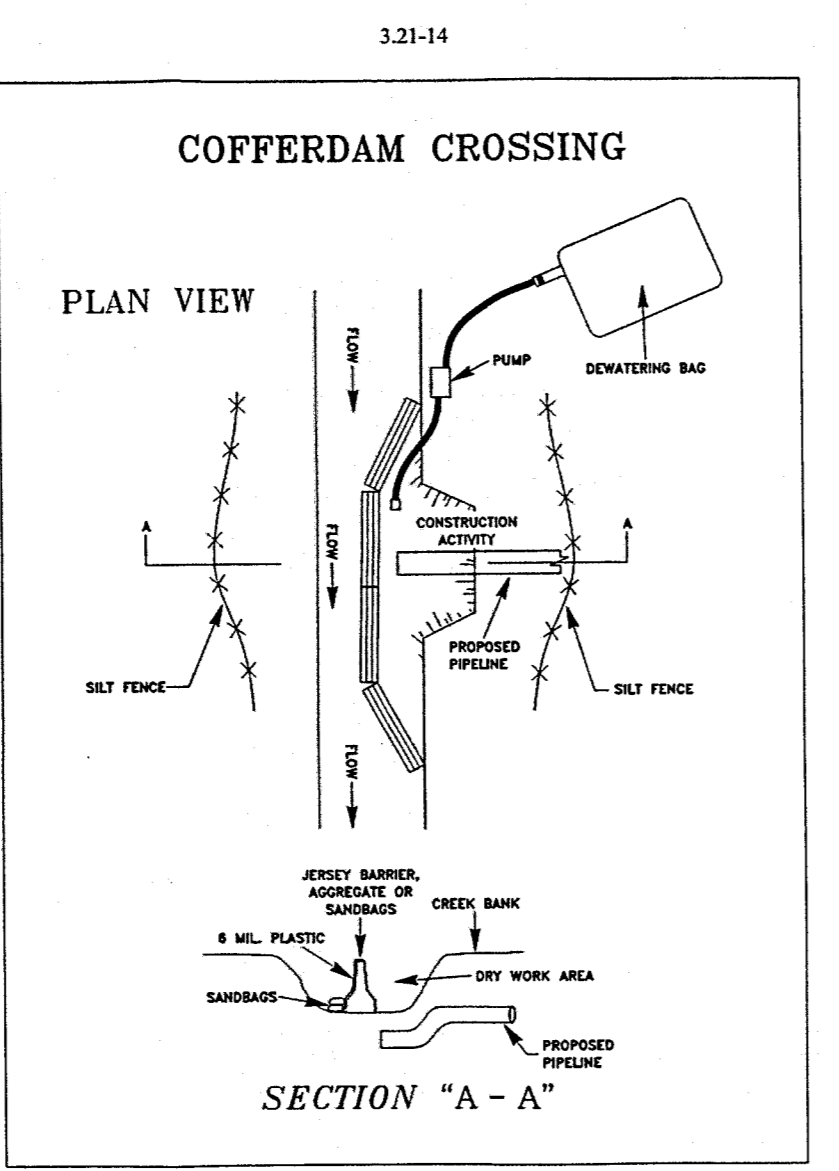 3.21-14
COFFERDAM CROSSING
PLAN VIEW
FLOW
PUMP
DEWATERING BAG
A
FLOW
CONSTRUCTION
ACTIVITY
A
PROPOSED
PIPELINE
SILT FENCE
SILT FENCE
FLOW
JERSEY BARRIER,
AGGREGATE OR
SANDBAGS
CREEK BANK
6 MIL. PLASTIC
DRY WORK AREA
SANDBAGS
PROPOSED
PIPELINE
SECTION "A - A"